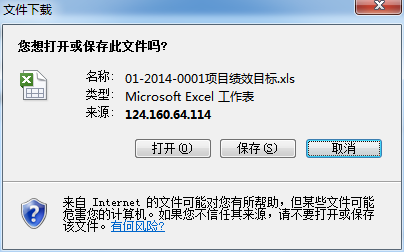 文件下载
您想打开或保存此文件吗?
名称: 01-2014-0001项目绩效目标.xls
类型: Microsoft Excel 工作表
来源: 124.160.64.114
打开(O) 保存(S) 取消
来自 Internet 的文件可能对您有所帮助，但某些文件可能
危害您的计算机。如果您不信任其来源，请不要打开或保存
该文件。有何风险?